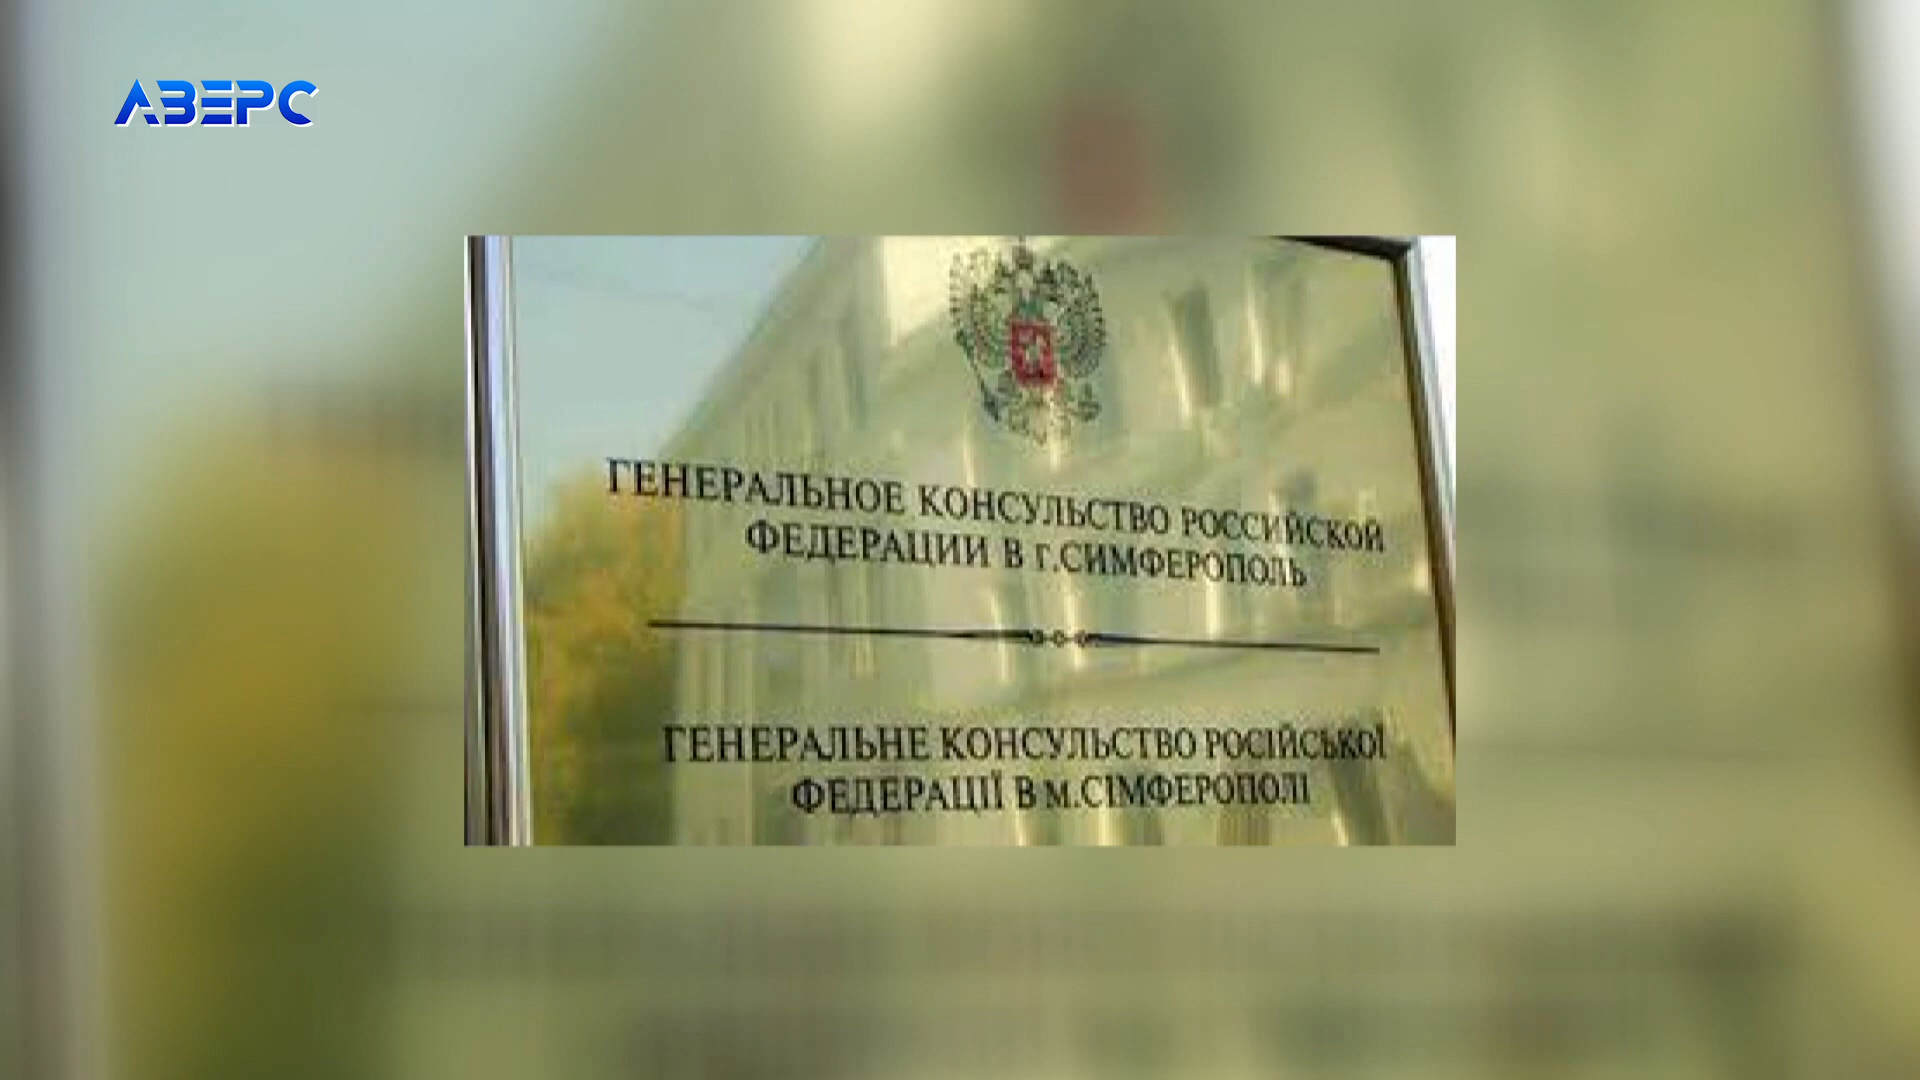 АВЕРС
ГЕНЕРАЛЬНОЕ КОНСУЛЬСТВО РОССИЙСКОЙ
ФЕДЕРАЦИИ В Г.СИМФЕРОПОЛЬ
ГЕНЕРАЛЬНЕ КОНСУЛЬСТВО РОСІЙСЬКОЇ
ФЕДЕРАЦІЇ В М.СІМФЕРОПОЛІ